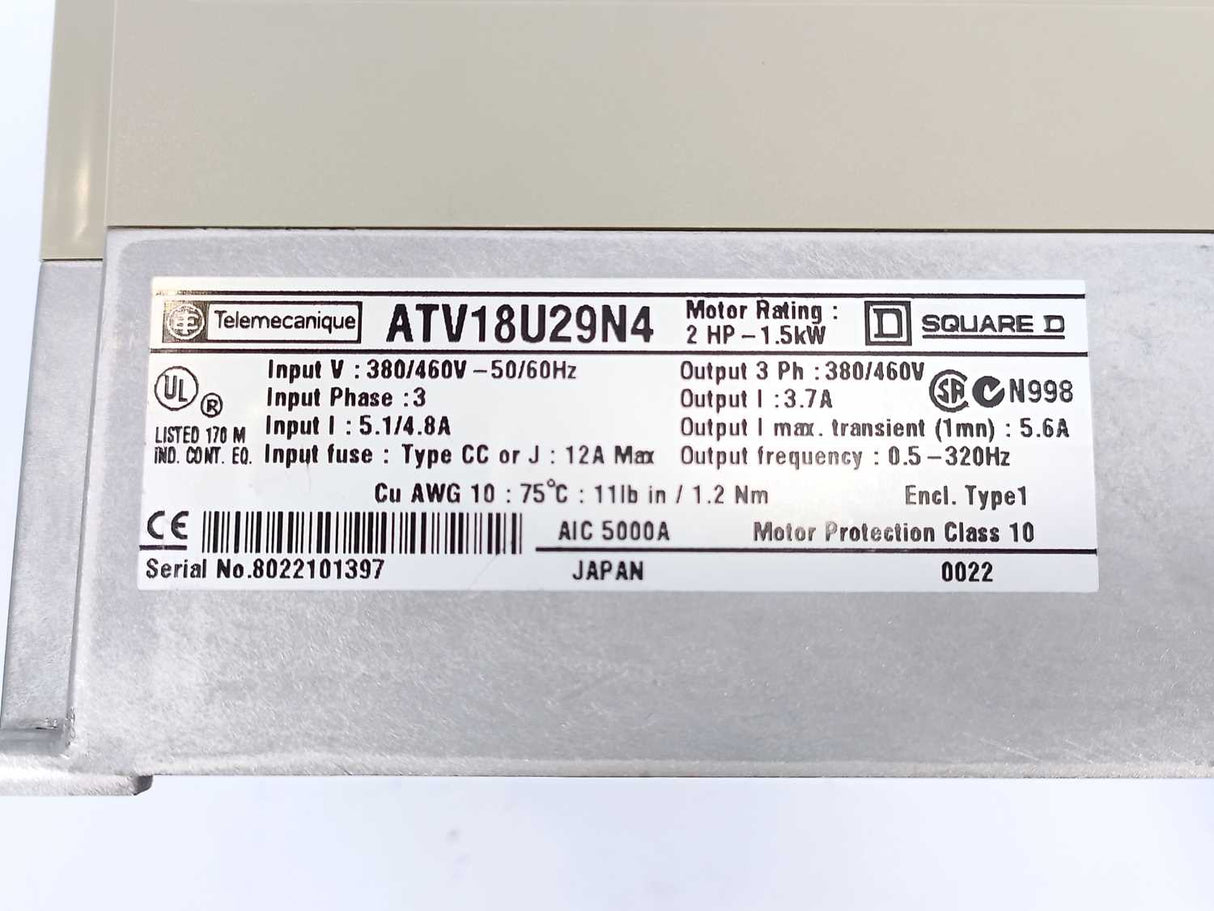 Telemecanique ATV18U29N4 Motor Rating : SQUARE D
2 HP – 1.5kW
Input V : 380/460V – 50/60Hz Output 3 Ph : 380/460V
UL ® Input Phase : 3 Output I : 3.7A SA N998
LISTED 170 M Input I : 5.1/4.8A Output I max. transient (1mn) : 5.6A
IND. CONT. EQ. Input fuse : Type CC or J : 12A Max Output frequency : 0.5 – 320Hz
Cu AWG 10 : 75°C : 11lb in / 1.2 Nm Encl. Type1
CE AIC 5000A Motor Protection Class 10
Serial No.8022101397 JAPAN 0022